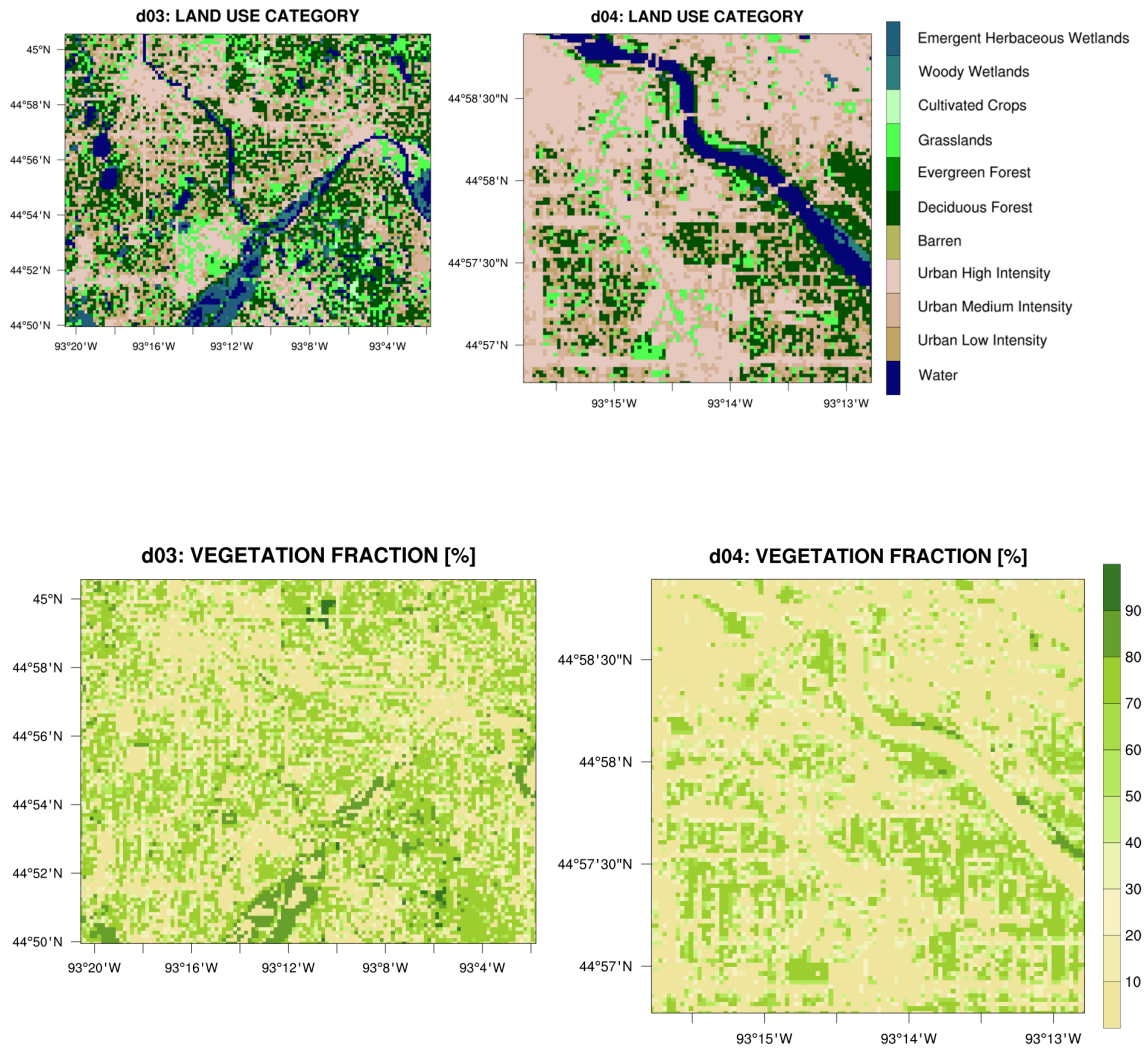 d03: LAND USE CATEGORY
45°N
44°58'N
44°56'N
44°54'N
44°52'N
44°50'N
93°20'W 93°16'W 93°12'W 93°8'W 93°4'W
d04: LAND USE CATEGORY
44°58'30"N
44°58'N
44°57'30"N
44°57'N
93°15'W 93°14'W 93°13'W
Emergent Herbaceous Wetlands
Woody Wetlands
Cultivated Crops
Grasslands
Evergreen Forest
Deciduous Forest
Barren
Urban High Intensity
Urban Medium Intensity
Urban Low Intensity
Water
d03: VEGETATION FRACTION [%]
45°N
44°58'N
44°56'N
44°54'N
44°52'N
44°50'N
93°20'W 93°16'W 93°12'W 93°8'W 93°4'W
d04: VEGETATION FRACTION [%]
44°58'30"N
44°58'N
44°57'30"N
44°57'N
93°15'W 93°14'W 93°13'W
90
80
70
60
50
40
30
20
10